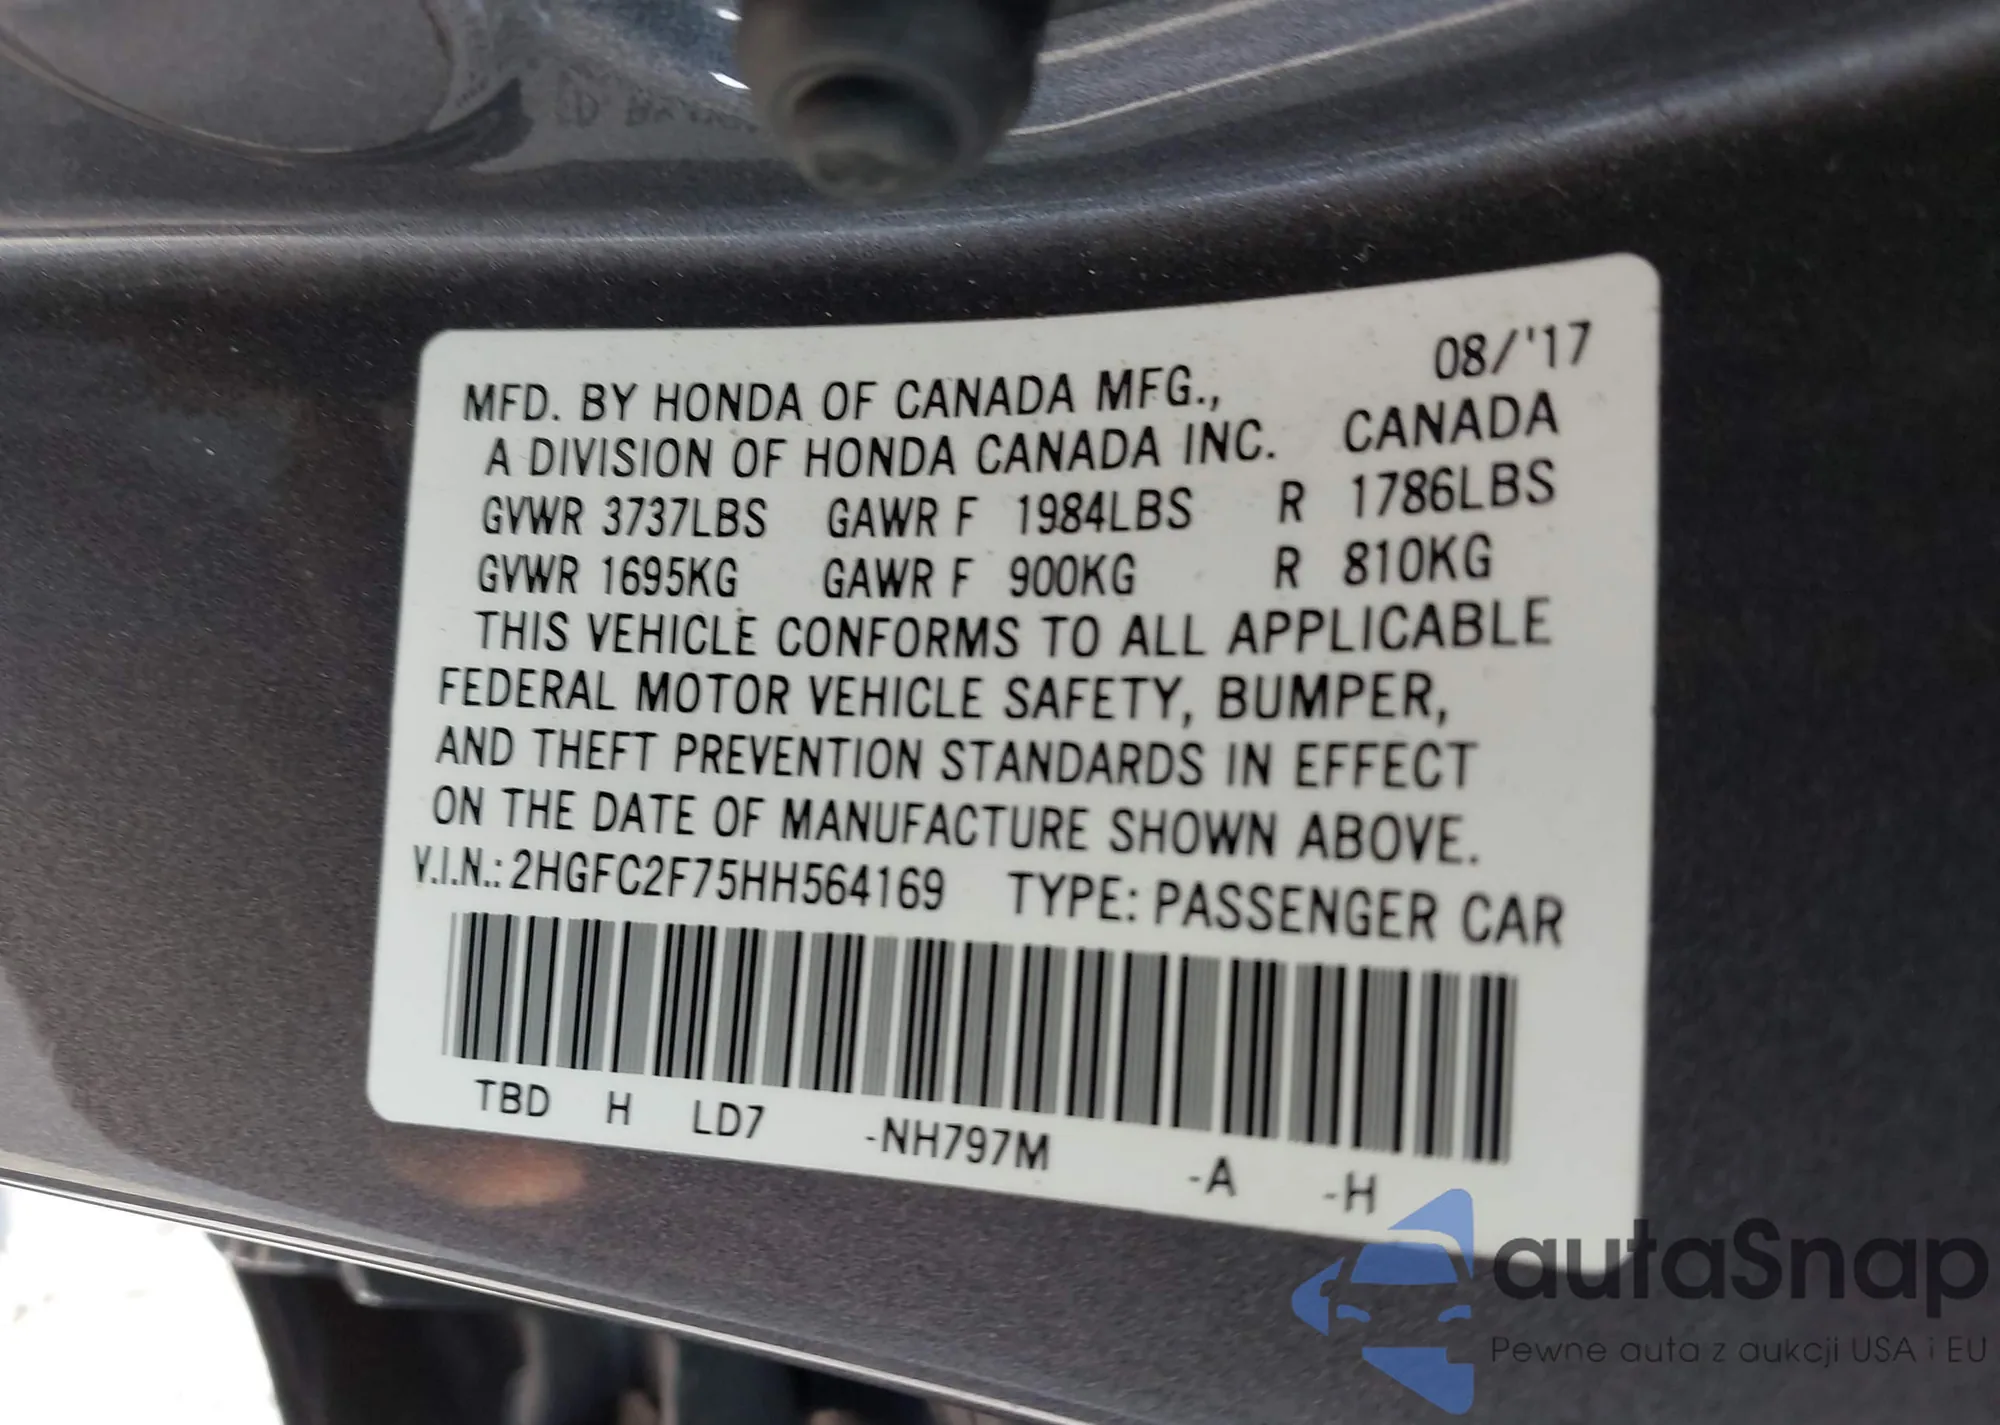 08/'17
MFD. BY HONDA OF CANADA MFG.,
A DIVISION OF HONDA CANADA INC. CANADA
GVWR 3737LBS GAWR F 1984LBS R 1786LBS
GVWR 1695KG GAWR F 900KG R 810KG
THIS VEHICLE CONFORMS TO ALL APPLICABLE
FEDERAL MOTOR VEHICLE SAFETY, BUMPER,
AND THEFT PREVENTION STANDARDS IN EFFECT
ON THE DATE OF MANUFACTURE SHOWN ABOVE.
V.I.N.: 2HGFC2F75HH564169 TYPE: PASSENGER CAR
TBD H LD7 -NH797M -A -H
autaSnap
Pewne auta z aukcji USA i EU